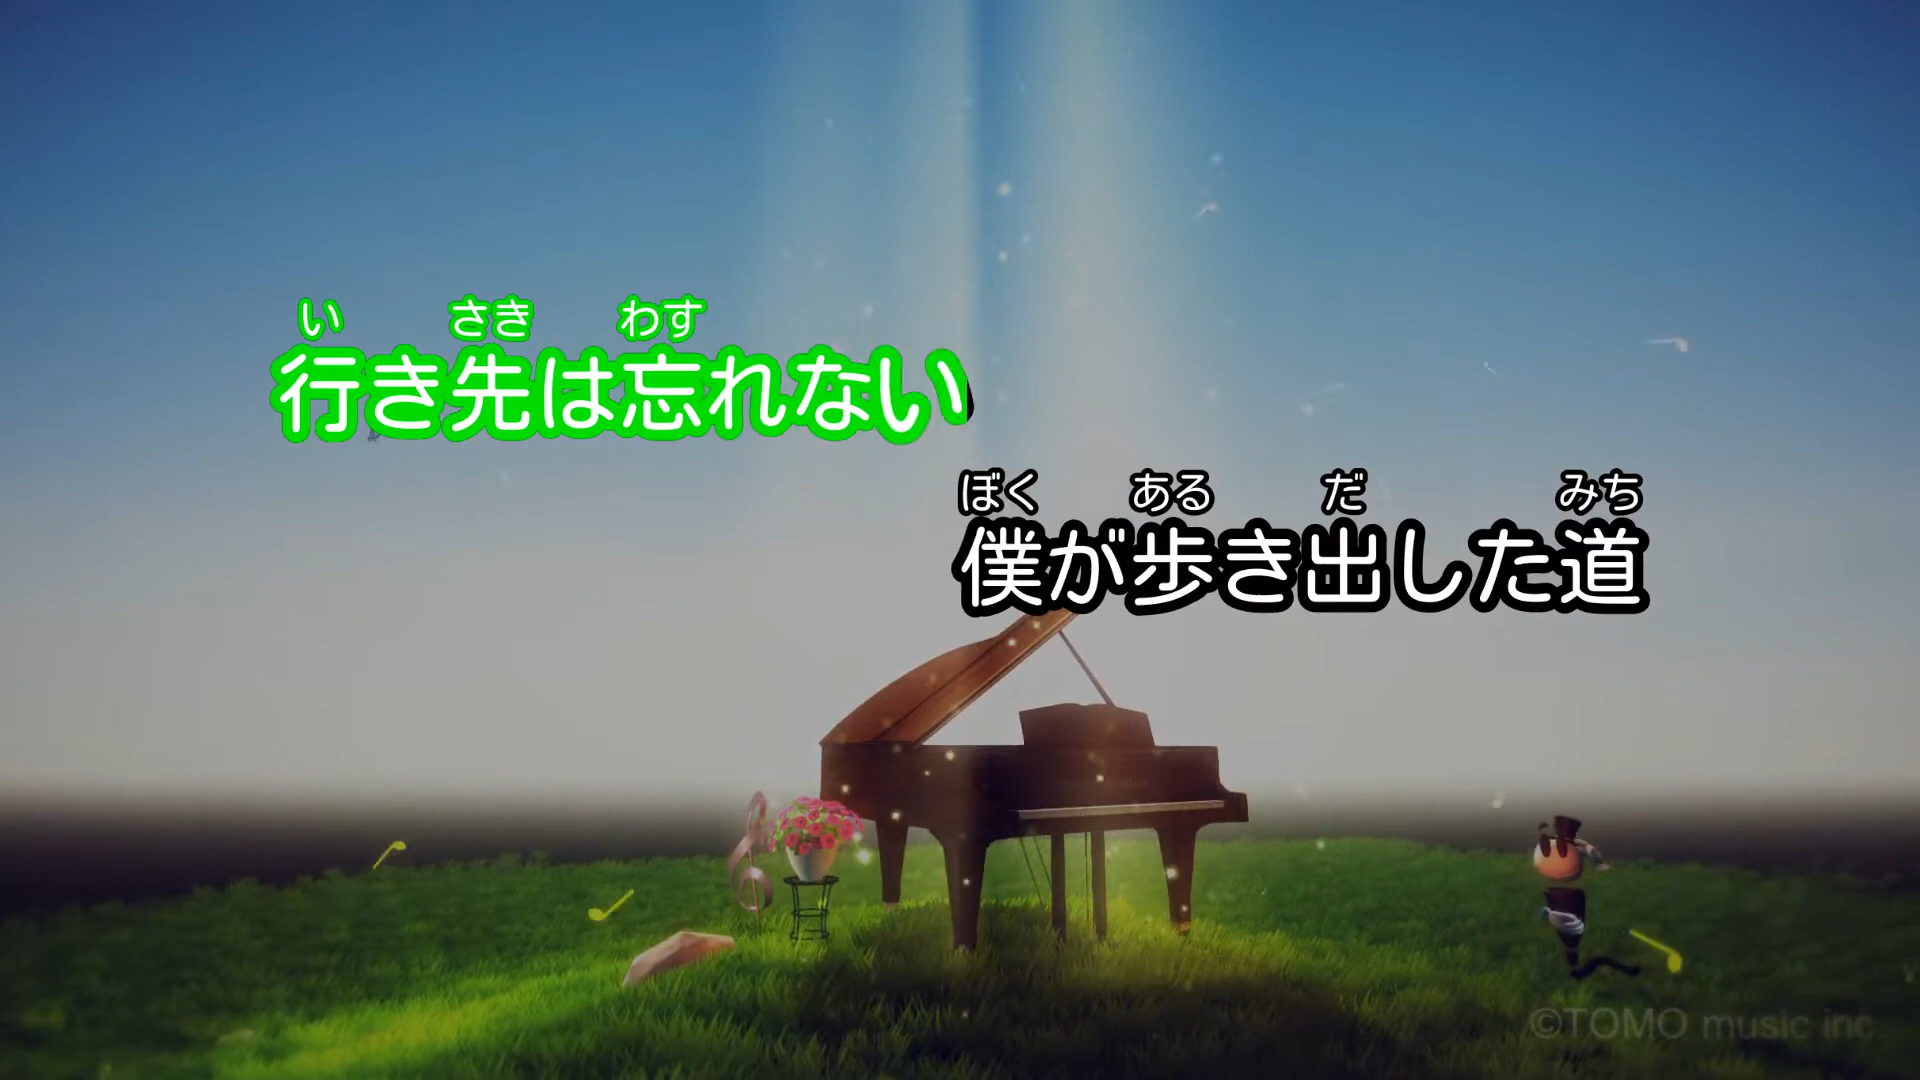 い さき わす
行き先は忘れない
ぼく ある だ みち
僕が歩き出した道
©TOMO music inc